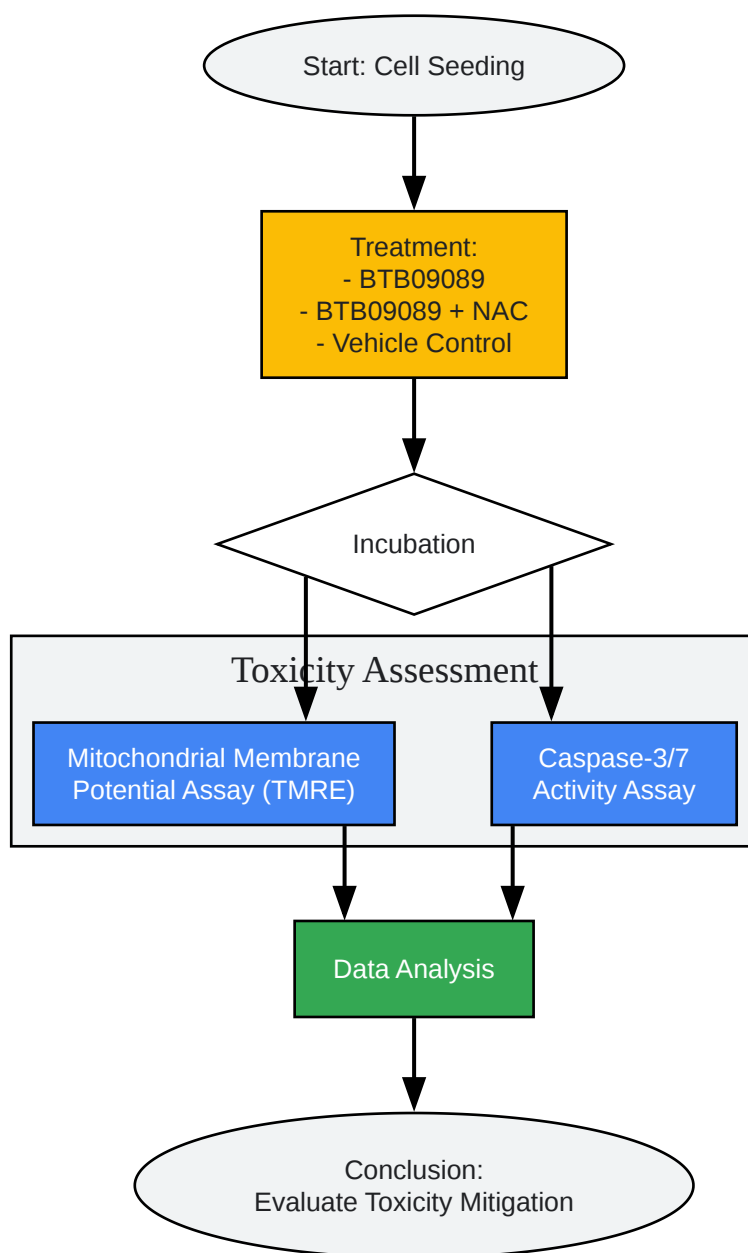 Start: Cell Seeding
Treatment:
- BTB09089
- BTB09089 + NAC
- Vehicle Control
Incubation
Toxicity Assessment
Mitochondrial Membrane
Potential Assay (TMRE)
Caspase-3/7
Activity Assay
Data Analysis
Conclusion:
Evaluate Toxicity Mitigation